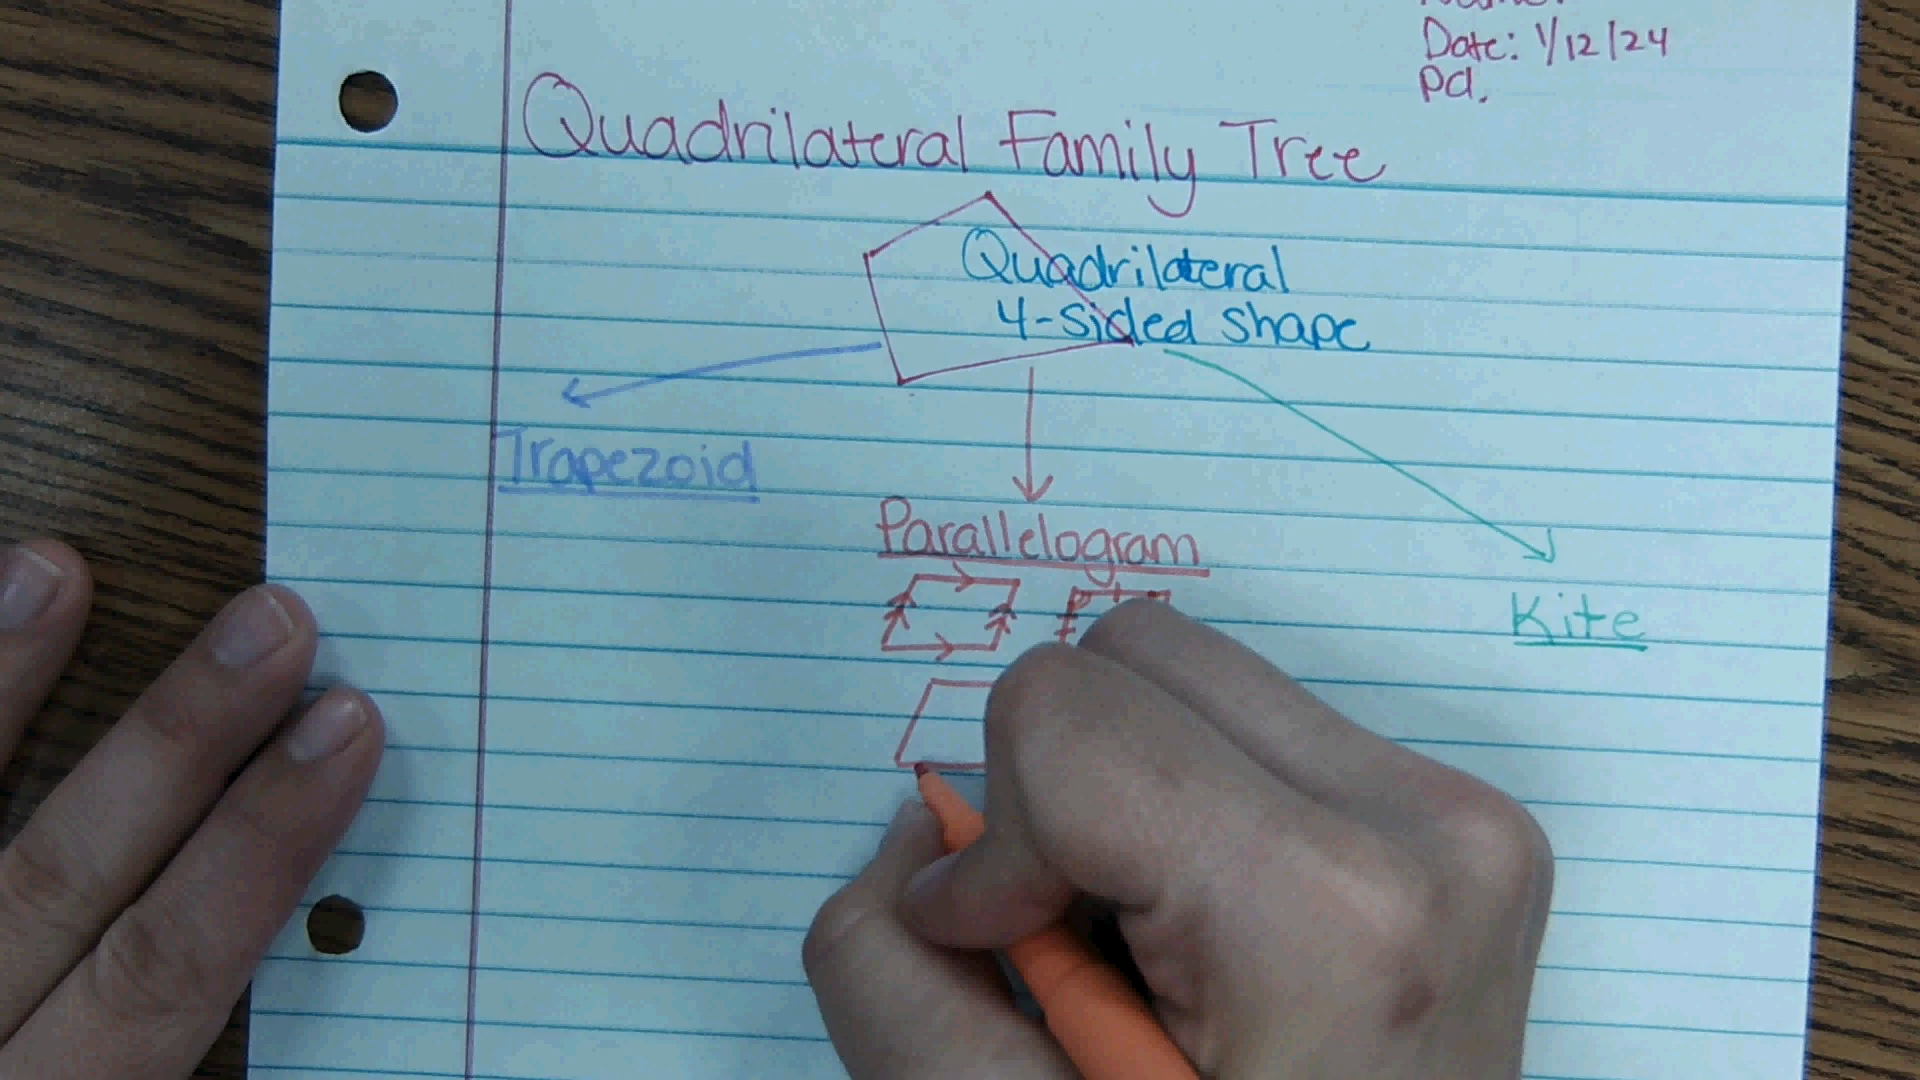 Date: 1/12/24
Pd.
Quadrilateral Family Tree
Quadrilateral
4-sided shape
Trapezoid
Parallelogram
Kite